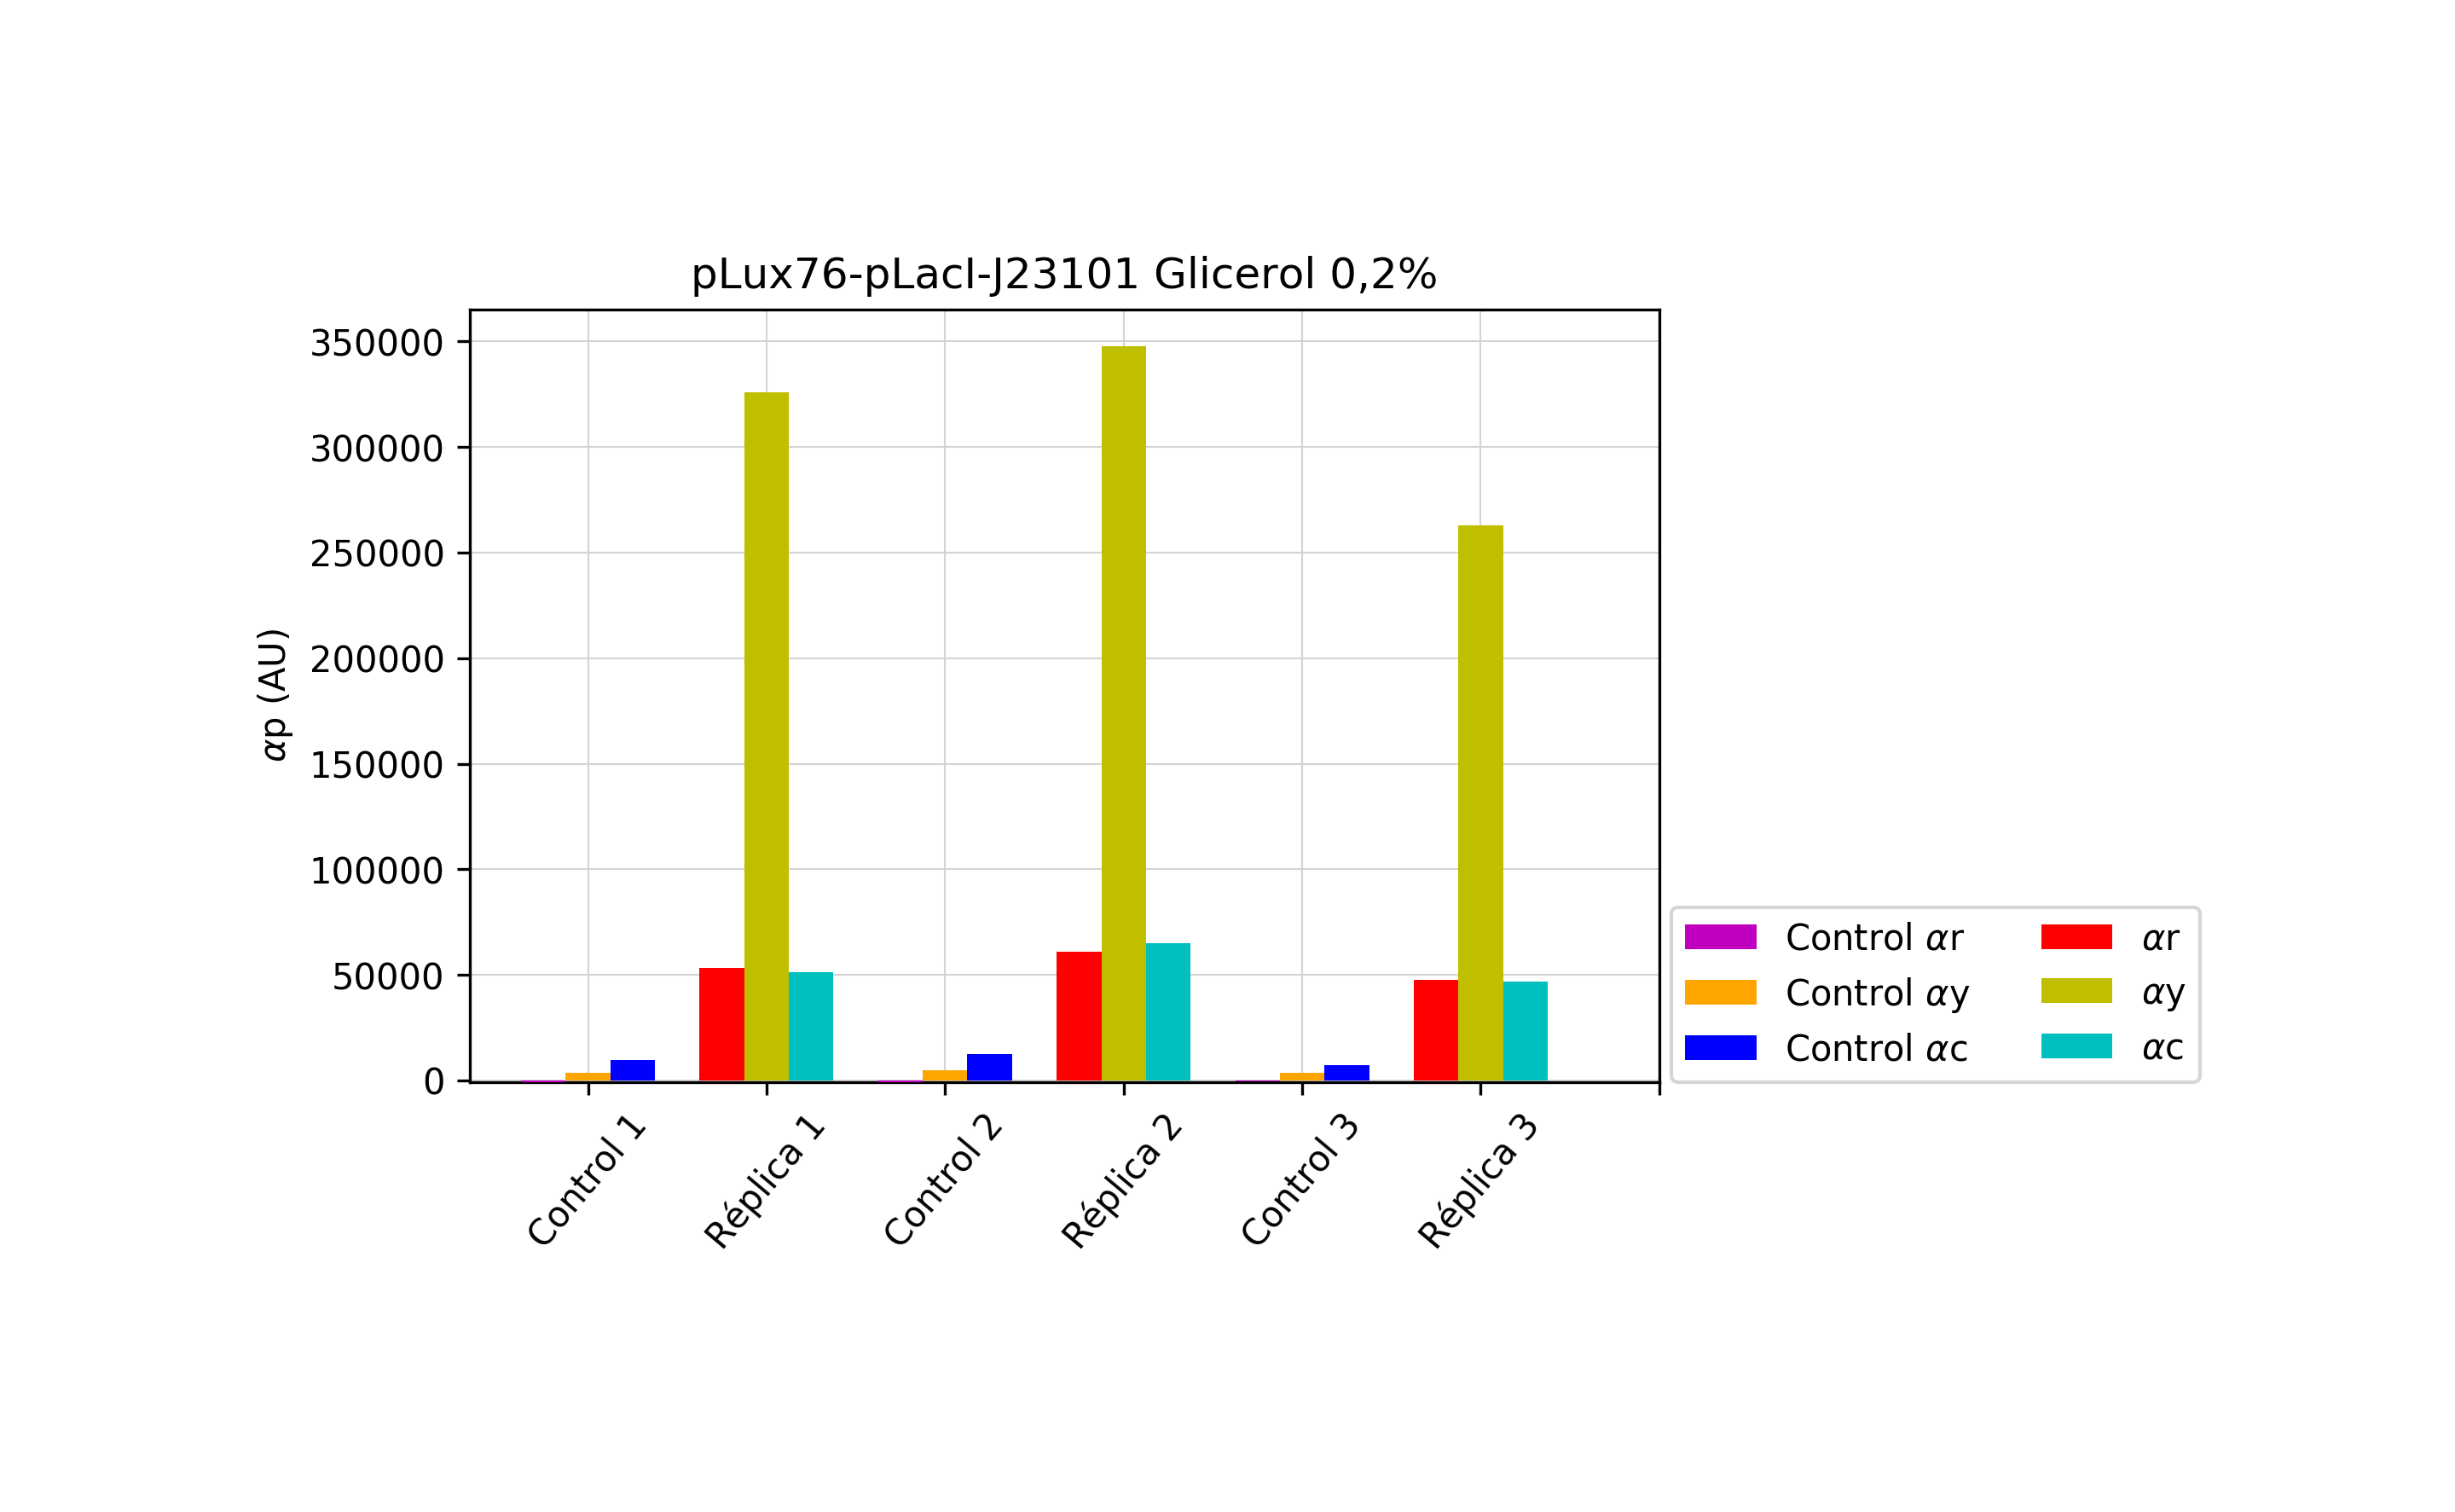 pLux76-pLacI-J23101 Glicerol 0,2%
αp (AU)
350000
300000
250000
200000
150000
100000
50000
0
Control 1
Réplica 1
Control 2
Réplica 2
Control 3
Réplica 3
Control αr
Control αy
Control αc
αr
αy
αc